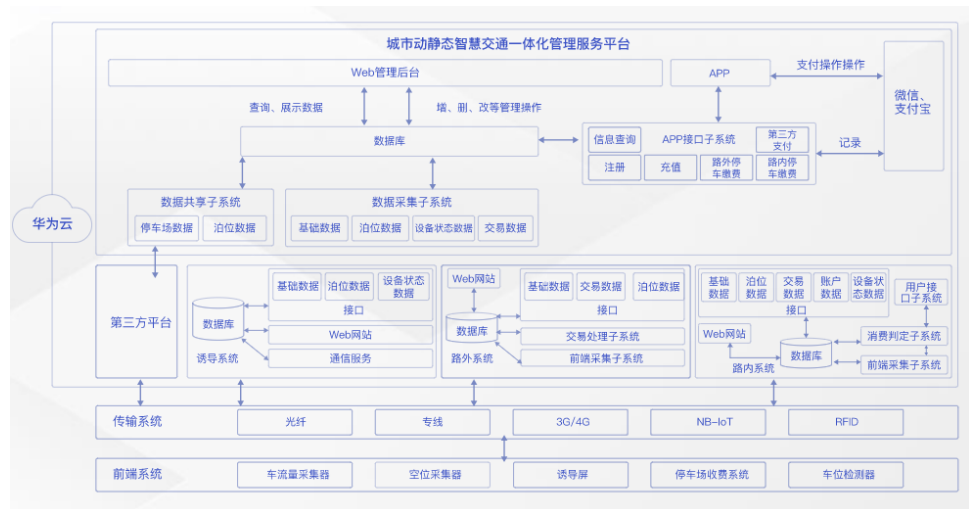 城市动静态智慧交通一体化管理服务平台
Web管理后台
APP
支付操作操作
微信、
支付宝
查询、展示数据
增、删、改等管理操作
数据库
信息查询
APP接口子系统
第三方
支付
注册
充值
路外停
车缴费
路内停
车缴费
记录
数据共享子系统
停车场数据
泊位数据
数据采集子系统
基础数据
泊位数据
设备状态数据
交易数据
华为云
第三方平台
数据库
诱导系统
基础数据
泊位数据
设备状态
数据
接口
Web网站
通信服务
Web网站
数据库
路外系统
基础数据
交易数据
泊位数据
接口
交易处理子系统
前端采集子系统
基础
数据
泊位
数据
交易
数据
账户
数据
设备状
态数据
接口
用户接
口子系统
Web网站
数据库
路内系统
消费判定子系统
前端采集子系统
传输系统
光纤
专线
3G/4G
NB-IoT
RFID
前端系统
车流量采集器
空位采集器
诱导屏
停车场收费系统
车位检测器